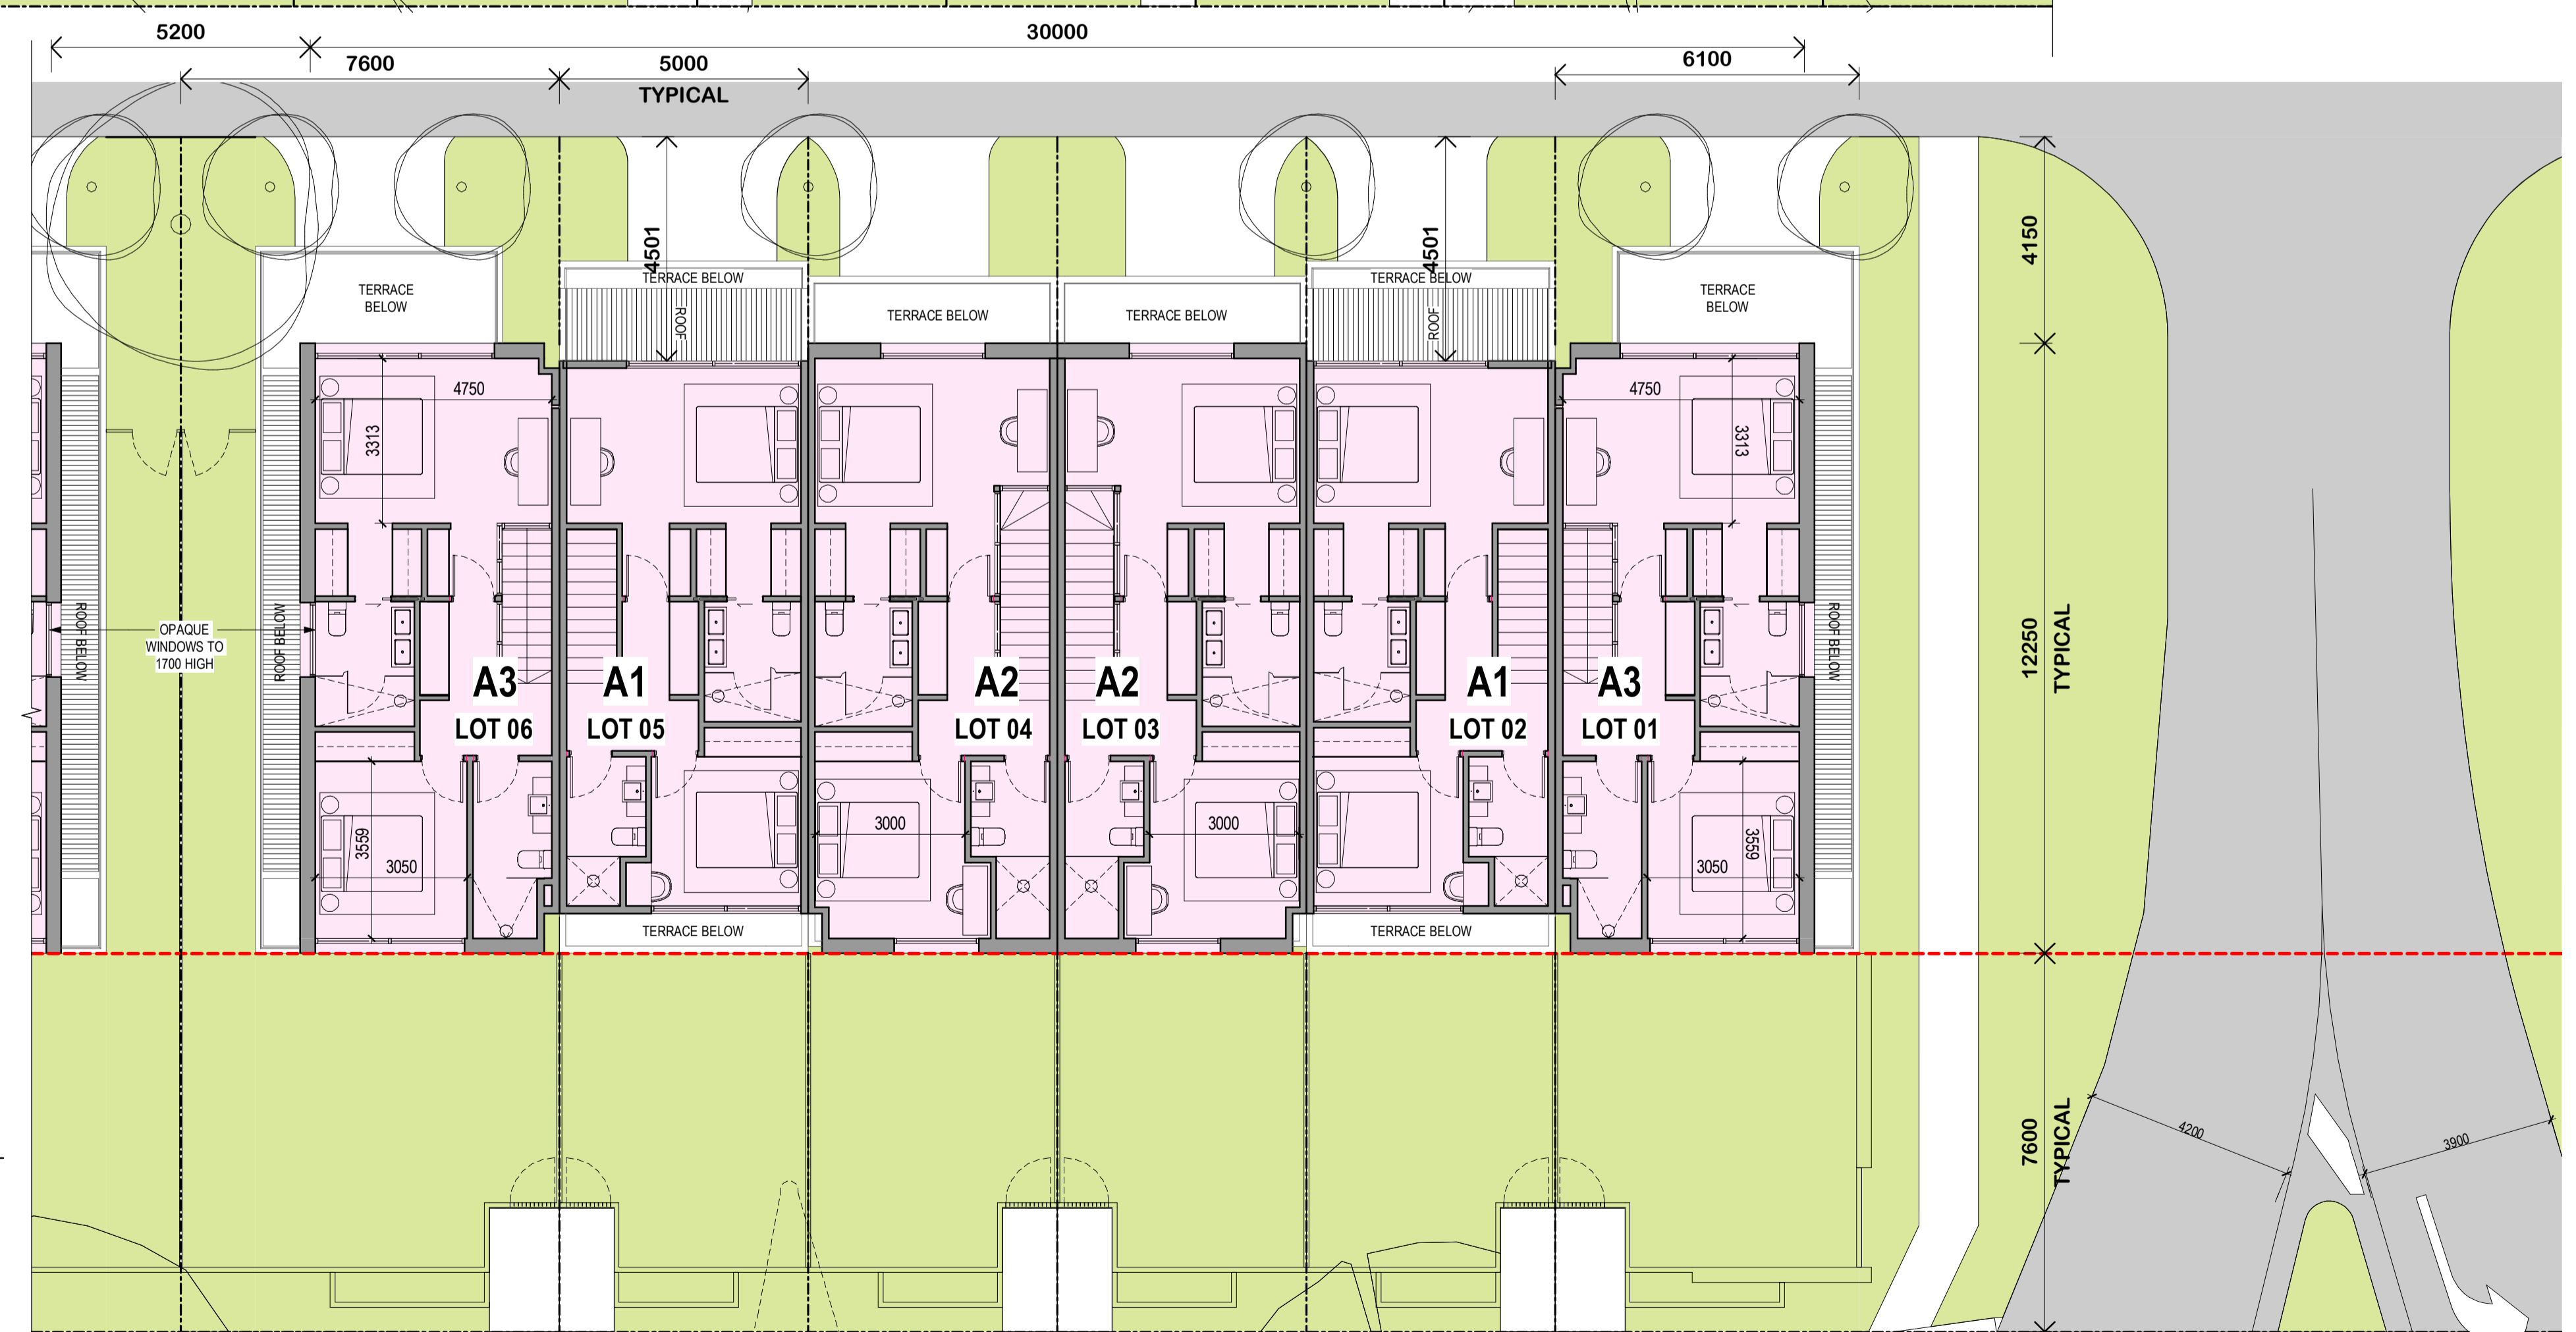 5200
30000
7600
5000
6100
TYPICAL
4501
4501
4150
TERRACE
BELOW
TERRACE BELOW
ROOF
TERRACE BELOW
TERRACE BELOW
TERRACE BELOW
ROOF
TERRACE
BELOW
4750
3313
4750
3313
ROOF BELOW
OPAQUE
WINDOWS TO
1700 HIGH
ROOF BELOW
ROOF BELOW
12250
TYPICAL
A3
LOT 06
A1
LOT 05
A2
LOT 04
A2
LOT 03
A1
LOT 02
A3
LOT 01
3559
3050
3000
3000
3559
3050
TERRACE BELOW
TERRACE BELOW
7600
TYPICAL
4200
3900